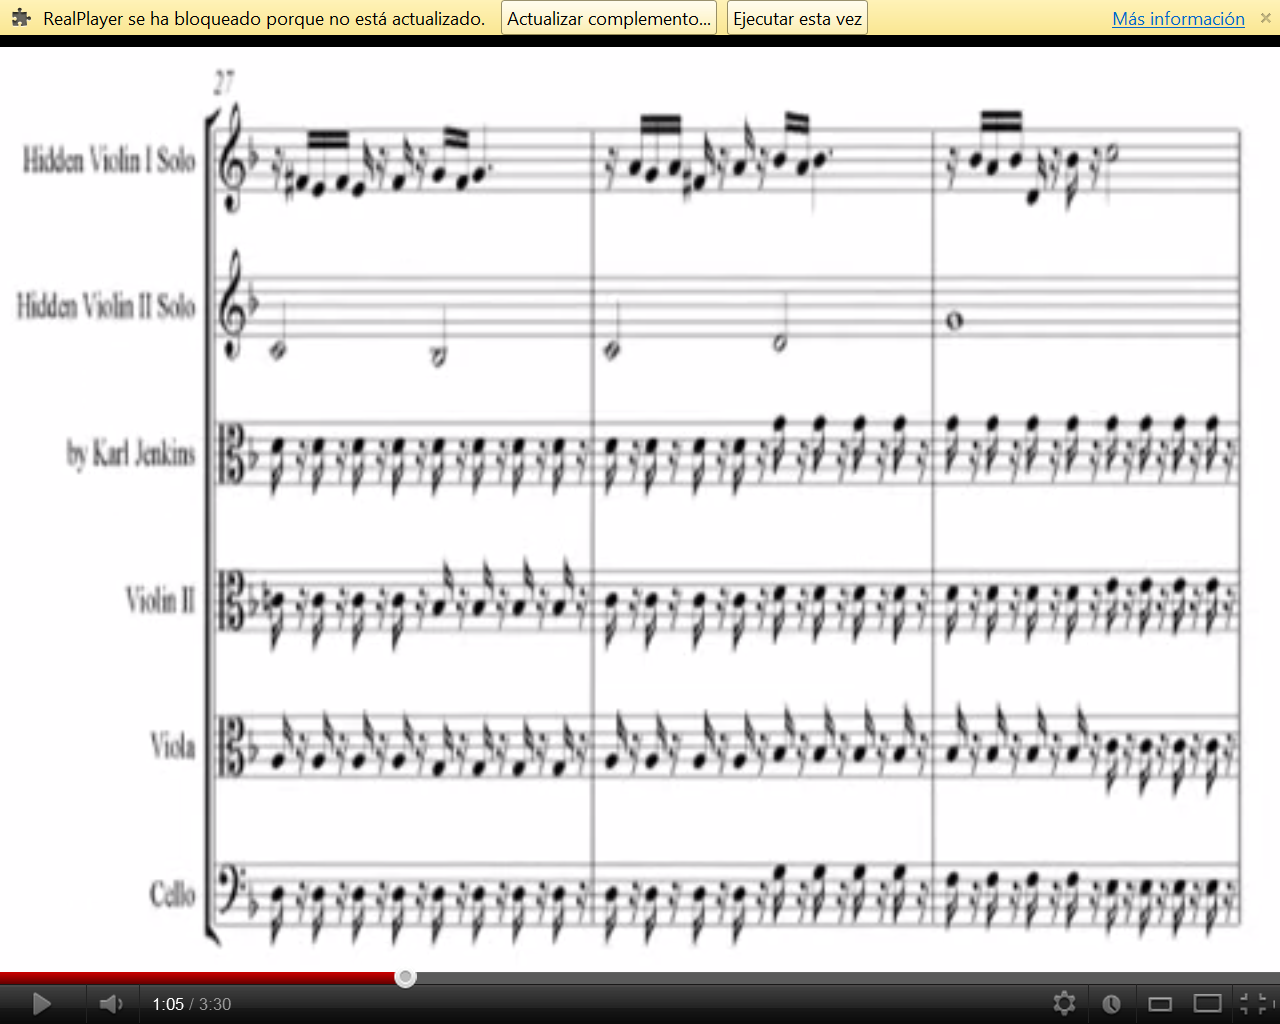 RealPlayer se ha bloqueado porque no está actualizado. Actualizar complemento... Ejecutar esta vez Más información
27
Hidden Violin I Solo
Hidden Violin II Solo
by Karl Jenkins
Violin II
Viola
Cello
1:05 / 3:30